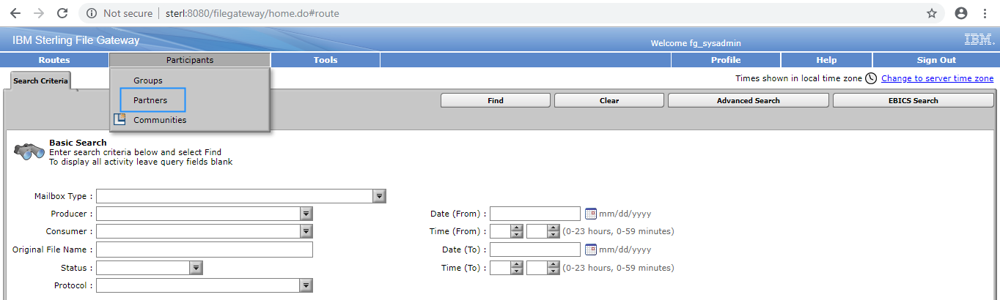 Not secure | sterl:8080/filegateway/home.do#route
IBM Sterling File Gateway
Welcome fg_sysadmin
IBM
Routes Participants Tools Profile Help Sign Out
Search Criteria
Groups
Partners
Communities
Times shown in local time zone Change to server time zone
Find Clear Advanced Search EBICS Search
Basic Search
Enter search criteria below and select Find
To display all activity leave query fields blank
Mailbox Type :
Producer : Date (From) : mm/dd/yyyy
Consumer : Time (From) : (0-23 hours, 0-59 minutes)
Original File Name : Date (To) : mm/dd/yyyy
Status : Time (To) : (0-23 hours, 0-59 minutes)
Protocol :